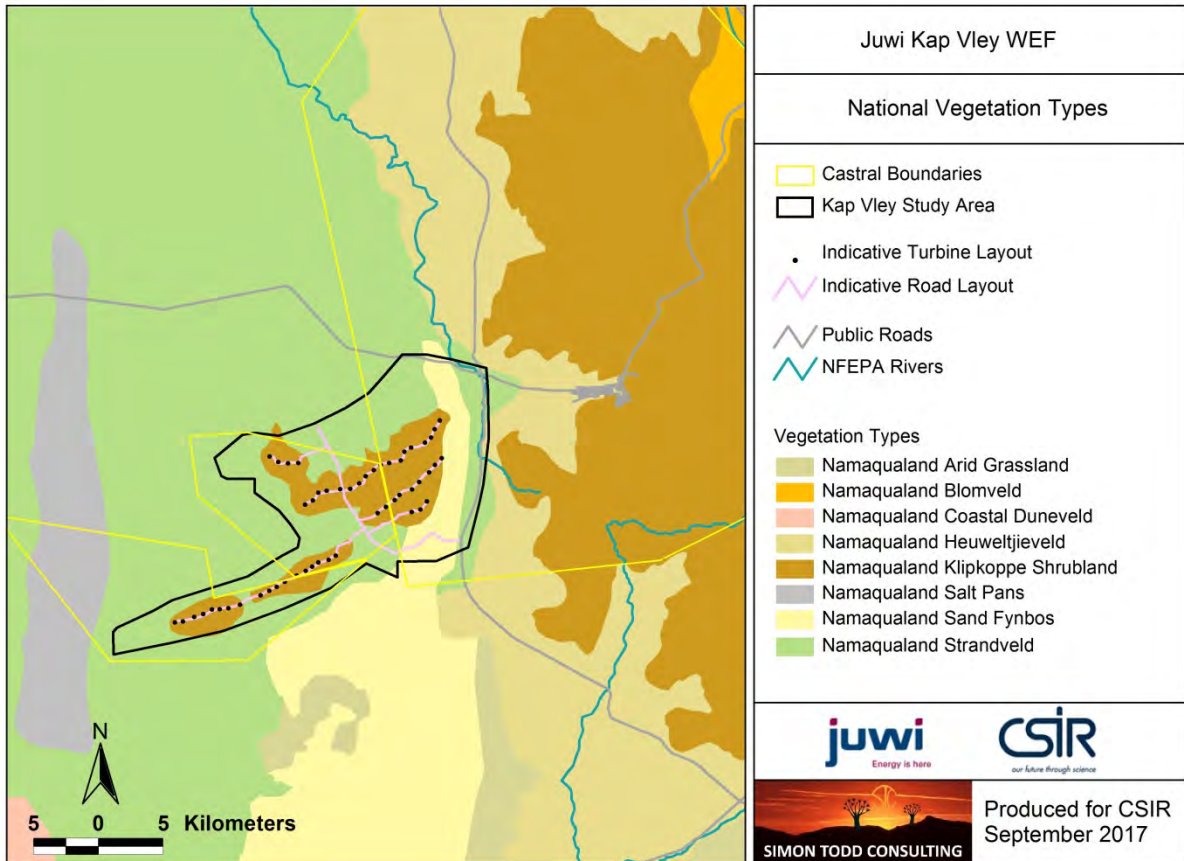 Juwi Kap Vley WEF
National Vegetation Types
Castral Boundaries
Kap Vley Study Area
Indicative Turbine Layout
Indicative Road Layout
Public Roads
NFEPA Rivers
Vegetation Types
Namaqualand Arid Grassland
Namaqualand Blomveld
Namaqualand Coastal Duneveld
Namaqualand Heuweltjieveld
Namaqualand Klipkoppe Shrubland
Namaqualand Salt Pans
Namaqualand Sand Fynbos
Namaqualand Strandveld
N
5 0 5 Kilometers
juwi
Energy is here
CSIR
our future through science
SIMON TODD CONSULTING
Produced for CSIR
September 2017